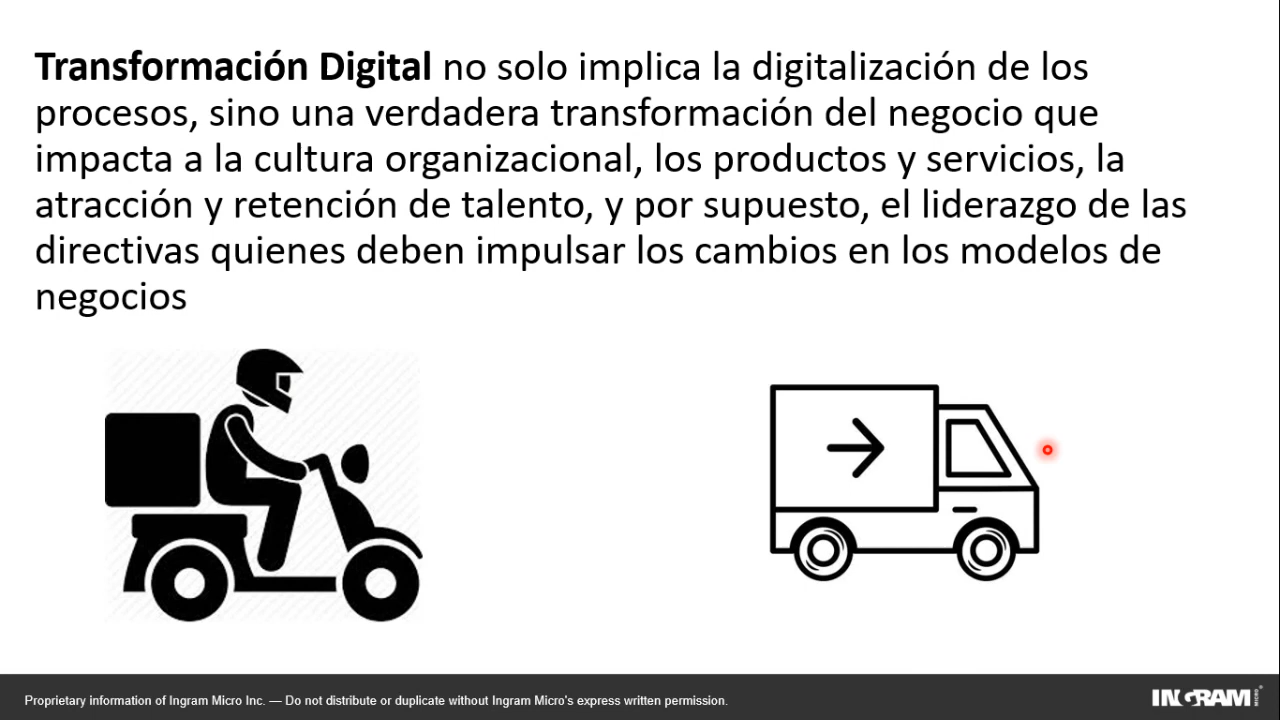 Transformación Digital no solo implica la digitalización de los
procesos, sino una verdadera transformación del negocio que
impacta a la cultura organizacional, los productos y servicios, la
atracción y retención de talento, y por supuesto, el liderazgo de las
directivas quienes deben impulsar los cambios en los modelos de
negocios
Proprietary information of Ingram Micro Inc. — Do not distribute or duplicate without Ingram Micro's express written permission.
INGRAM MICRO®